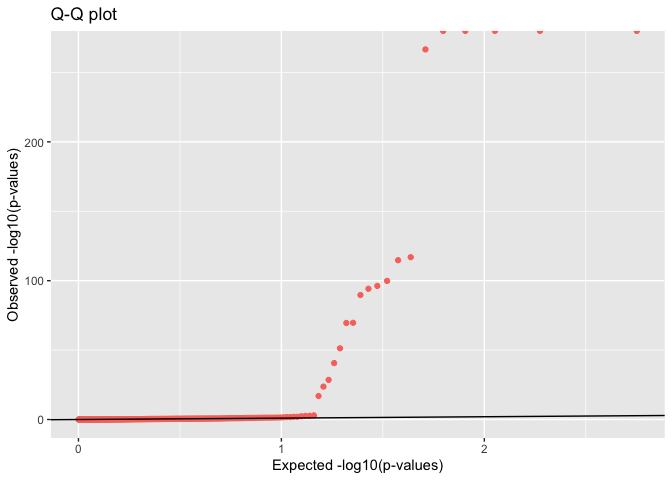 Q-Q plot
Observed -log10(p-values)
200
100
0
0 1 2
Expected -log10(p-values)